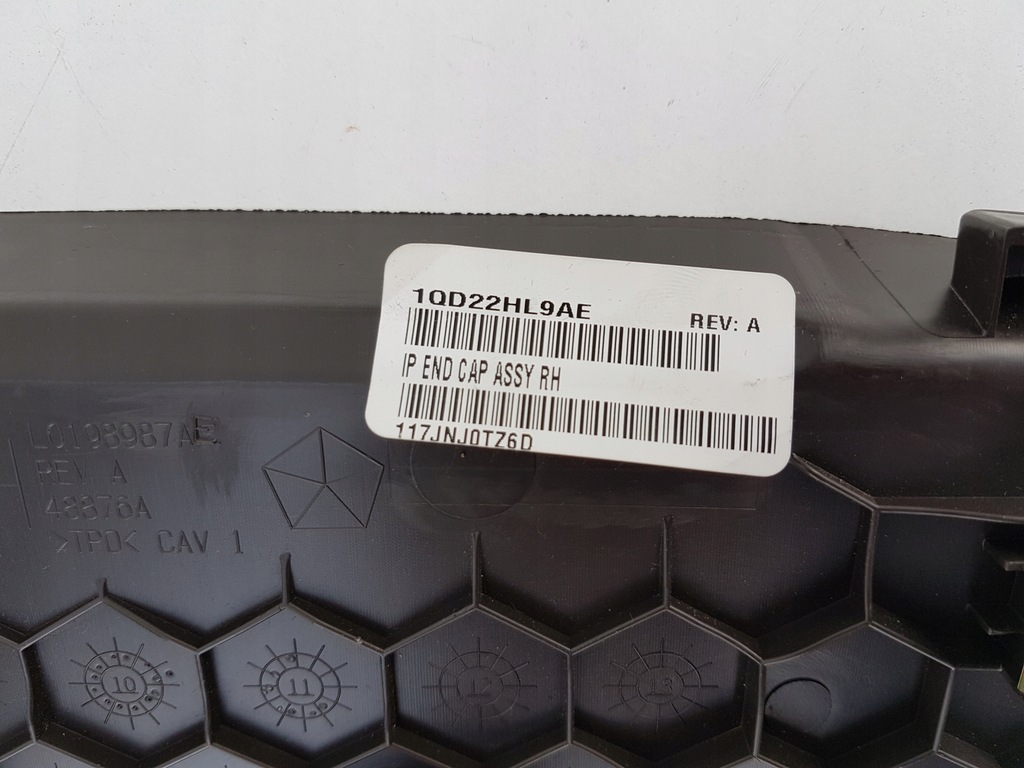 1QD22HL9AE
REV: A
IP END CAP ASSY RH
117JNJ0TZ6D
L0198987AE
REV. A
48876A
>TPO< CAV 1
10
11
12
13